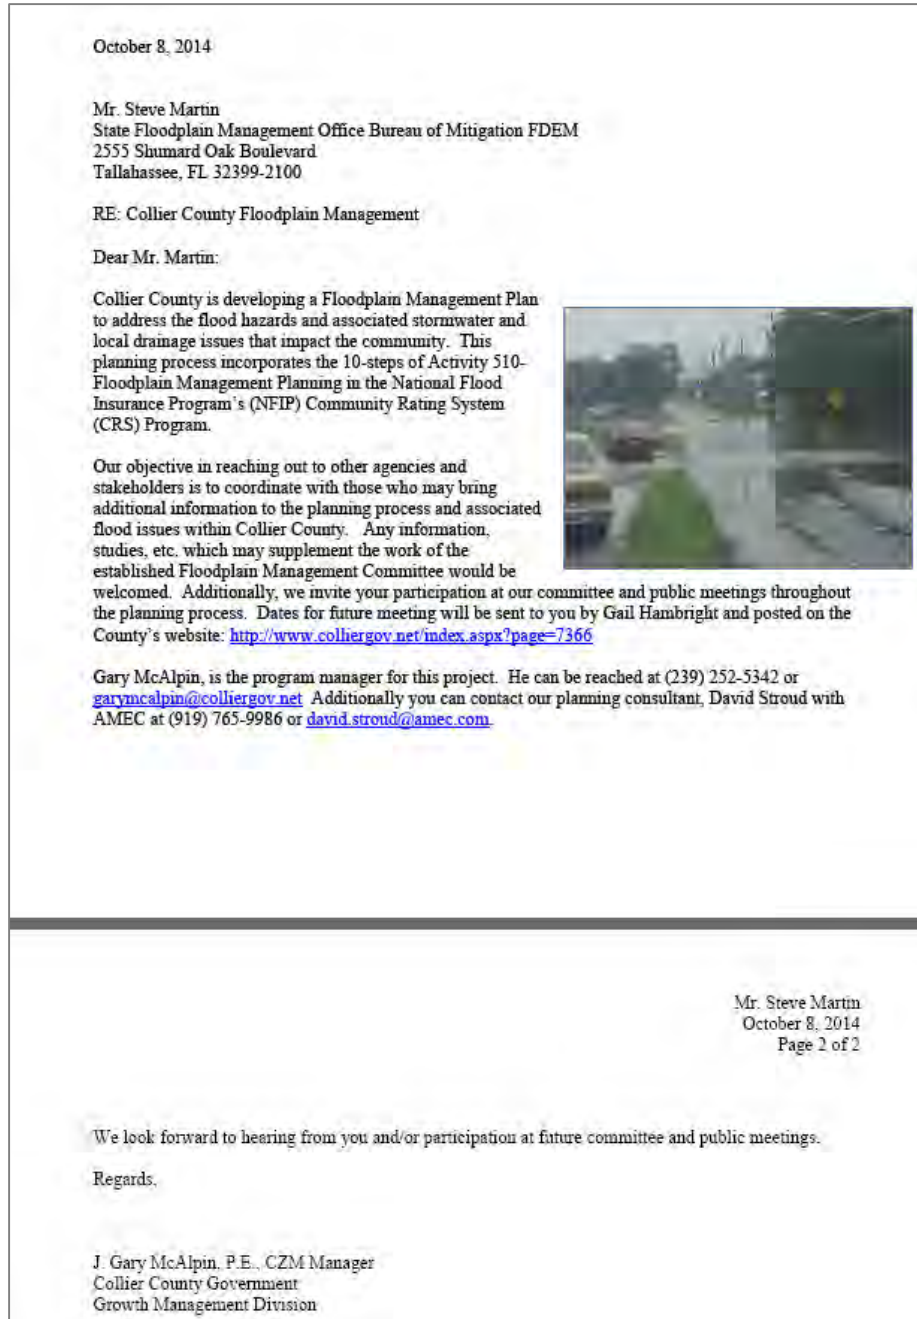 October 8, 2014
Mr. Steve Martin
State Floodplain Management Office Bureau of Mitigation FDEM
2555 Shumard Oak Boulevard
Tallahassee, FL 32399-2100
RE: Collier County Floodplain Management
Dear Mr. Martin:
Collier County is developing a Floodplain Management Plan
to address the flood hazards and associated stormwater and
local drainage issues that impact the community.  This
planning process incorporates the 10-steps of Activity 510-
Floodplain Management Planning in the National Flood
Insurance Program's (NFIP) Community Rating System
(CRS) Program.
Our objective in reaching out to other agencies and
stakeholders is to coordinate with those who may bring
additional information to the planning process and associated
flood issues within Collier County.   Any information,
studies, etc. which may supplement the work of the
established Floodplain Management Committee would be
welcomed.  Additionally, we invite your participation at our committee and public meetings throughout
the planning process.  Dates for future meeting will be sent to you by Gail Hambright and posted on the
County's website: http://www.colliergov.net/index.aspx?page=7366
Gary McAlpin, is the program manager for this project.  He can be reached at (239) 252-5342 or
garymcalpin@colliergov.net  Additionally you can contact our planning consultant, David Stroud with
AMEC at (919) 765-9986 or david.stroud@amec.com
Mr. Steve Martin
October 8, 2014
Page 2 of 2
We look forward to hearing from you and/or participation at future committee and public meetings.
Regards,
J. Gary McAlpin, P.E., CZM Manager
Collier County Government
Growth Management Division